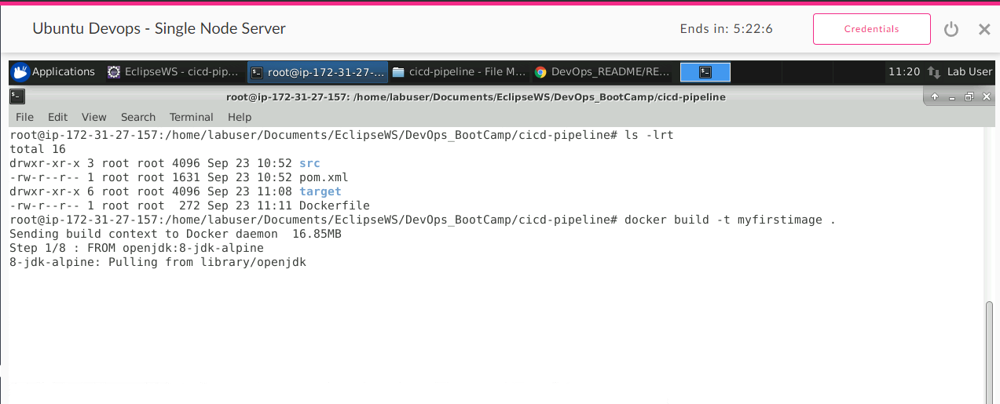 Ubuntu Devops - Single Node Server
Ends in: 5:22:6
Credentials
Applications
EclipseWS - cicd-pip...
root@ip-172-31-27-...
cicd-pipeline - File M...
DevOps_README/RE...
11:20
Lab User
root@ip-172-31-27-157: /home/labuser/Documents/EclipseWS/DevOps_BootCamp/cicd-pipeline
File Edit View Search Terminal Help
root@ip-172-31-27-157:/home/labuser/Documents/EclipseWS/DevOps_BootCamp/cicd-pipeline# ls -lrt
total 16
drwxr-xr-x 3 root root 4096 Sep 23 10:52 src
-rw-r--r-- 1 root root 1631 Sep 23 10:52 pom.xml
drwxr-xr-x 6 root root 4096 Sep 23 11:08 target
-rw-r--r-- 1 root root  272 Sep 23 11:11 Dockerfile
root@ip-172-31-27-157:/home/labuser/Documents/EclipseWS/DevOps_BootCamp/cicd-pipeline# docker build -t myfirstimage .
Sending build context to Docker daemon  16.85MB
Step 1/8 : FROM openjdk:8-jdk-alpine
8-jdk-alpine: Pulling from library/openjdk